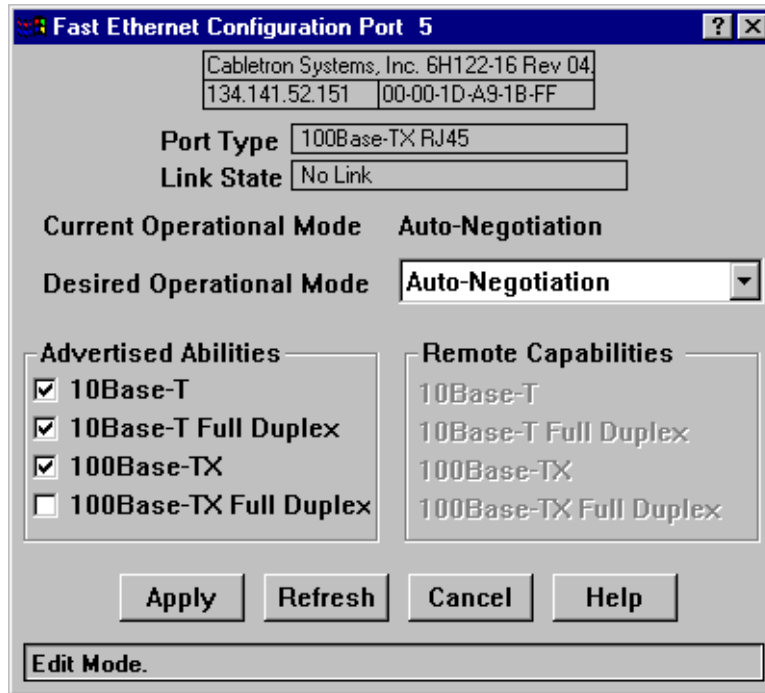 Fast Ethernet Configuration Port 5
Cabletron Systems, Inc. 6H122-16 Rev 04.
134.141.52.151 00-00-1D-A9-1B-FF
Port Type 100Base-TX RJ45
Link State No Link
Current Operational Mode Auto-Negotiation
Desired Operational Mode Auto-Negotiation
Advertised Abilities
10Base-T
10Base-T Full Duplex
100Base-TX
100Base-TX Full Duplex
Remote Capabilities
10Base-T
10Base-T Full Duplex
100Base-TX
100Base-TX Full Duplex
Apply Refresh Cancel Help
Edit Mode.